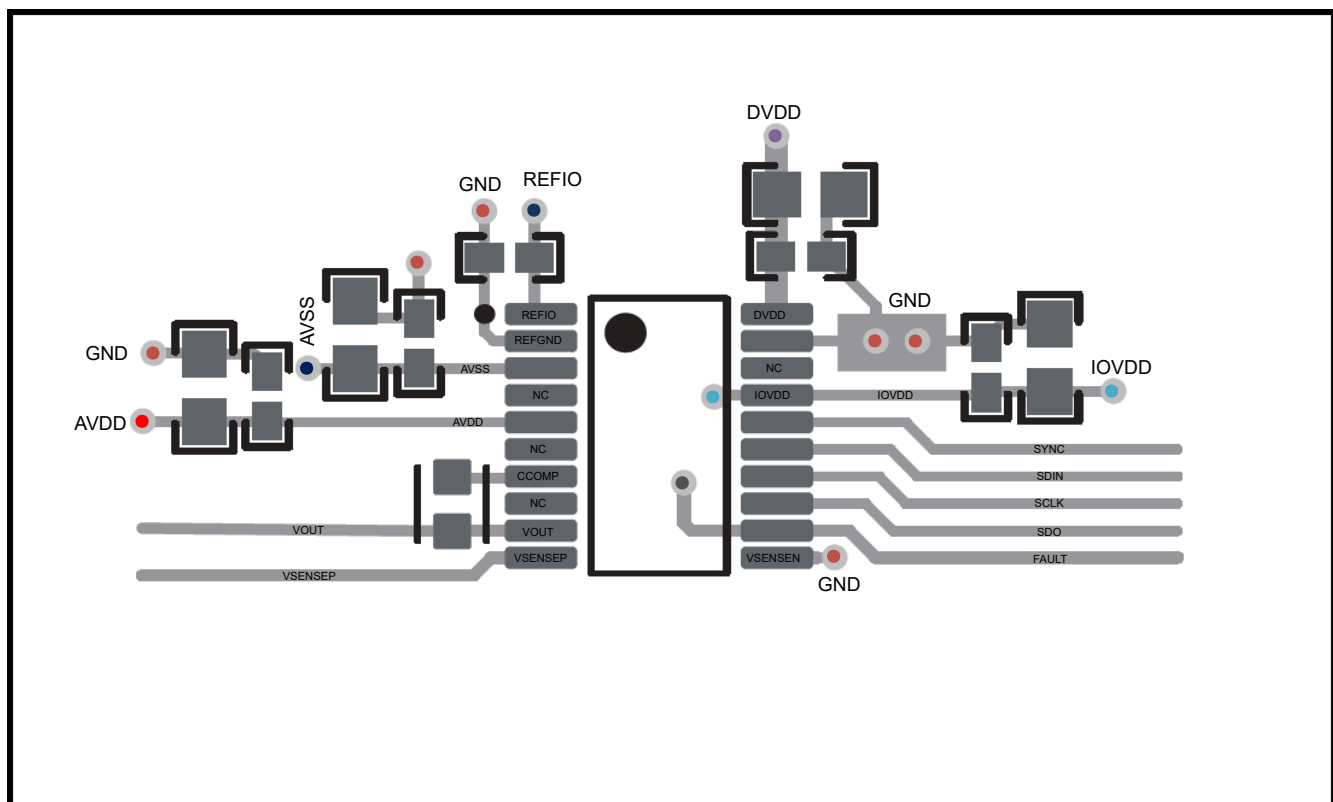 DVDD
GND
REFIO
AVSS
GND
AVDD
GND
IOVDD
GND
REFIO
REFGND
AVSS
NC
AVDD
NC
CCOMP
NC
VOUT
VOUT
VSENSEP
VSENSEP
DVDD
NC
IOVDD
IOVDD
SYNC
SDIN
SCLK
SDO
FAULT
VSENSEN